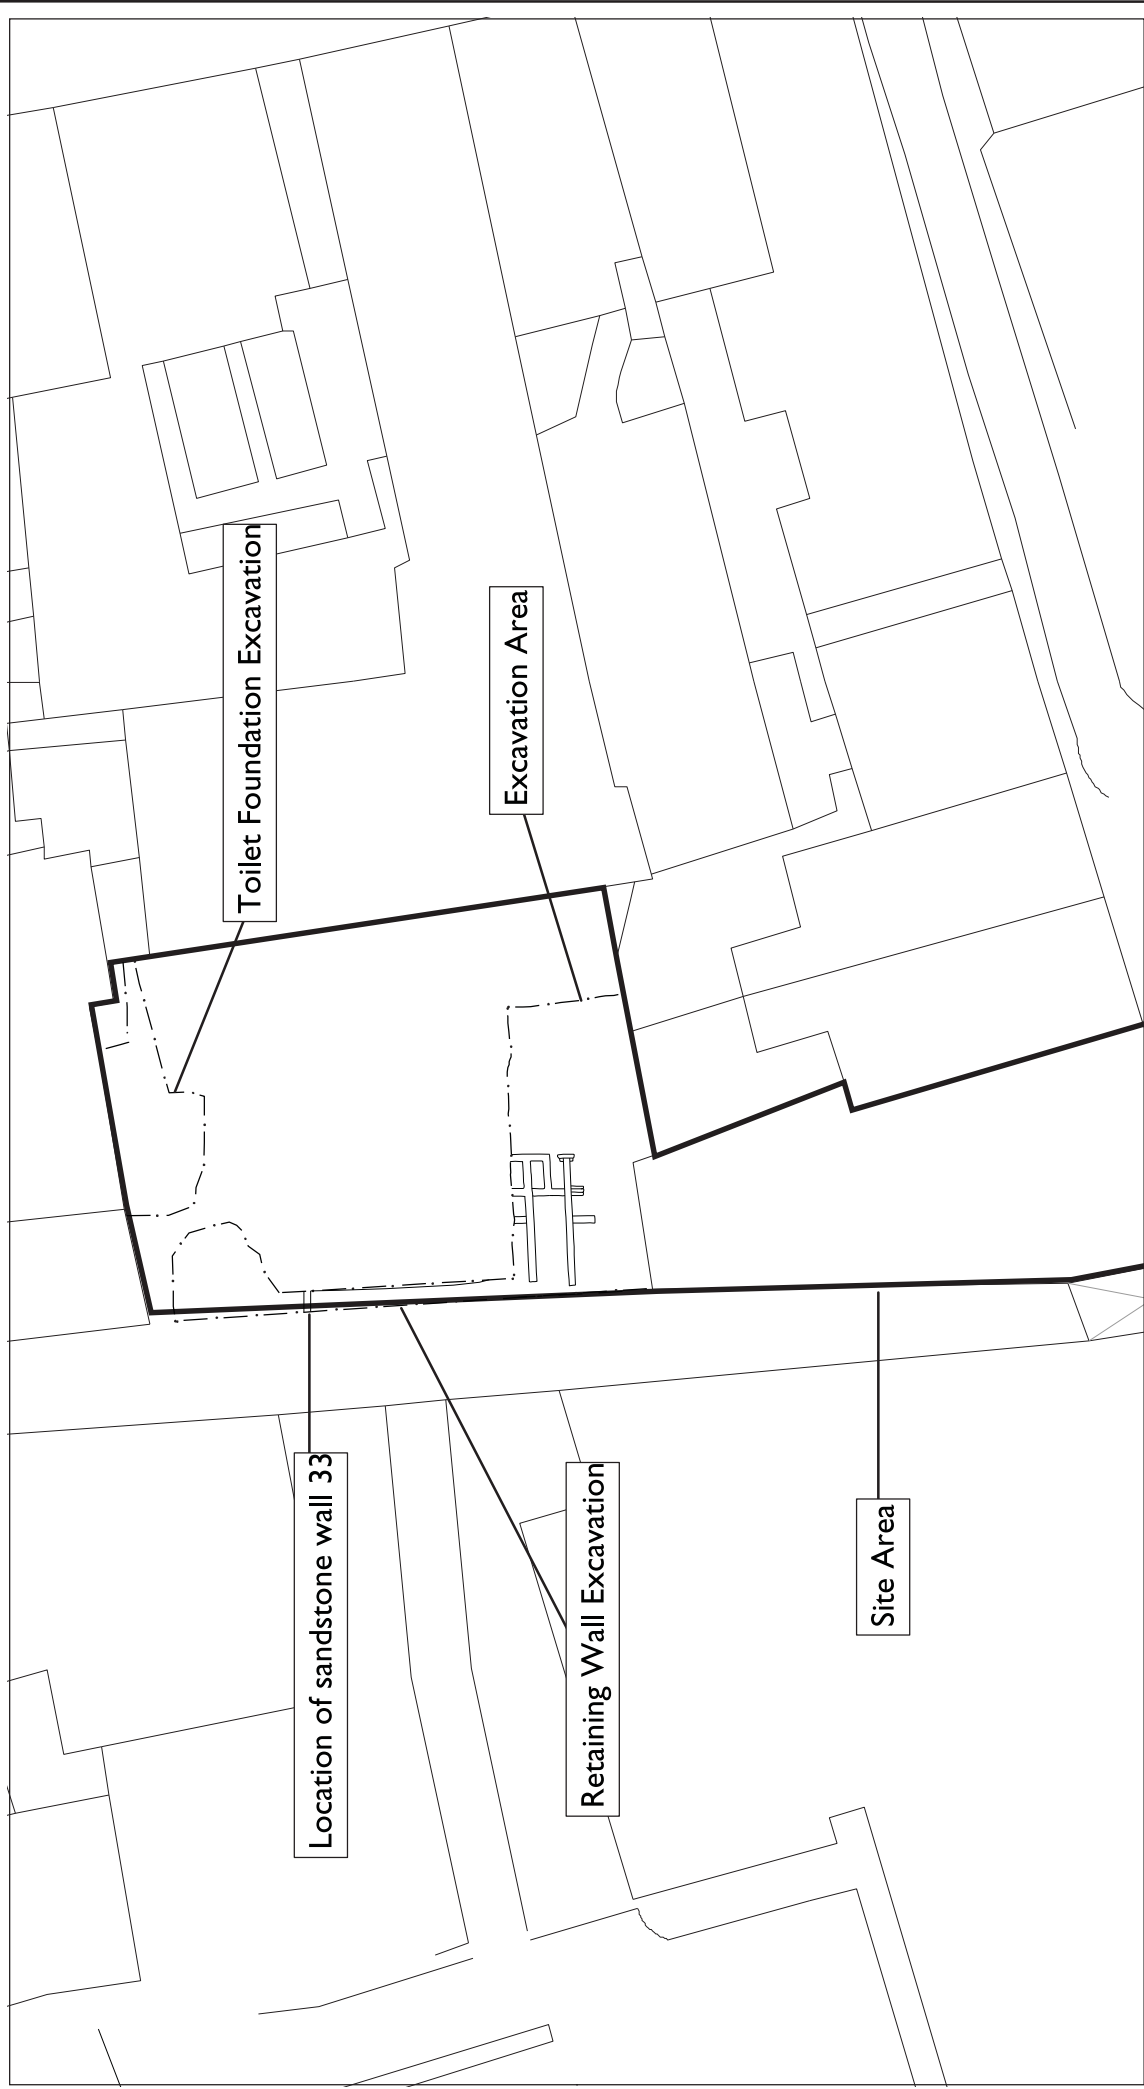 Toilet Foundation Excavation
Excavation Area
Location of sandstone wall 33
Retaining Wall Excavation
Site Area